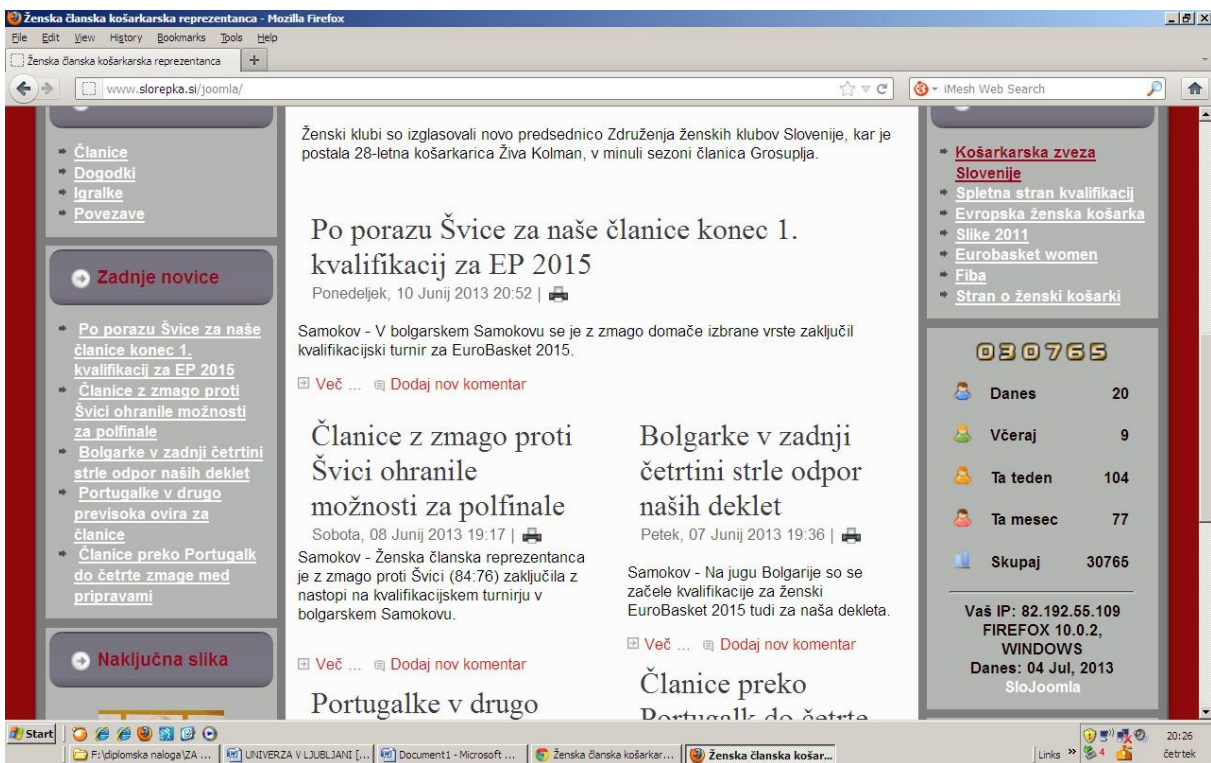 Ženska članska košarkarska reprezentanca - Mozilla Firefox
File Edit View History Bookmarks Tools Help
Ženska članska košarkarska reprezentanca
www.slorepka.si/joomla/
iMesh Web Search
Članice
Dogodki
Igralke
Povezave
Zadnje novice
Po porazu Švice za naše
članice konec 1.
kvalifikacij za EP 2015
Članice z zmago proti
Švici ohranile možnosti
za polfinale
Bolgarke v zadnji četrtini
strle odpor naših deklet
Portugalke v drugo
previsoka ovira za
članice
Članice preko Portugalk
do četrte zmage med
pripravami
Naključna slika
Ženski klubi so izglasovali novo predsednico Združenja ženskih klubov Slovenije, kar je
postala 28-letna košarkarica Živa Kolman, v minuli sezoni članica Grosuplja.
Po porazu Švice za naše članice konec 1.
kvalifikacij za EP 2015
Ponedeljek, 10 Junij 2013 20:52 |
Samokov - V bolgarskem Samokovu se je z zmago domače izbrane vrste zaključil
kvalifikacijski turnir za EuroBasket 2015.
Več ... Dodaj nov komentar
Članice z zmago proti
Švici ohranile
možnosti za polfinale
Sobota, 08 Junij 2013 19:17 |
Samokov - Ženska članska reprezentanca
je z zmago proti Švici (84:76) zaključila z
nastopi na kvalifikacijskem turnirju v
bolgarskem Samokovu.
Več ... Dodaj nov komentar
Portugalke v drugo
Bolgarke v zadnji
četrtini strle odpor
naših deklet
Petek, 07 Junij 2013 19:36 |
Samokov - Na jugu Bolgarije so se
začele kvalifikacije za ženski
EuroBasket 2015 tudi za naša dekleta.
Več ... Dodaj nov komentar
Članice preko
Portugalk do četrte
Košarkarska zveza
Slovenije
Spletna stran kvalifikacij
Evropska ženska košarka
Slike 2011
Eurobasket women
Fiba
Stran o ženski košarki
030765
Danes 20
Včeraj 9
Ta teden 104
Ta mesec 77
Skupaj 30765
Vaš IP: 82.192.55.109
FIREFOX 10.0.2,
WINDOWS
Danes: 04 Jul, 2013
SloJoomla
Start
F:\diplomska naloga\ZA ...
UNIVERZA V LJUBLJANI [...
Document1 - Microsoft ...
Ženska članska košarkar...
Ženska članska košar...
Links » 4
20:26
četrtek